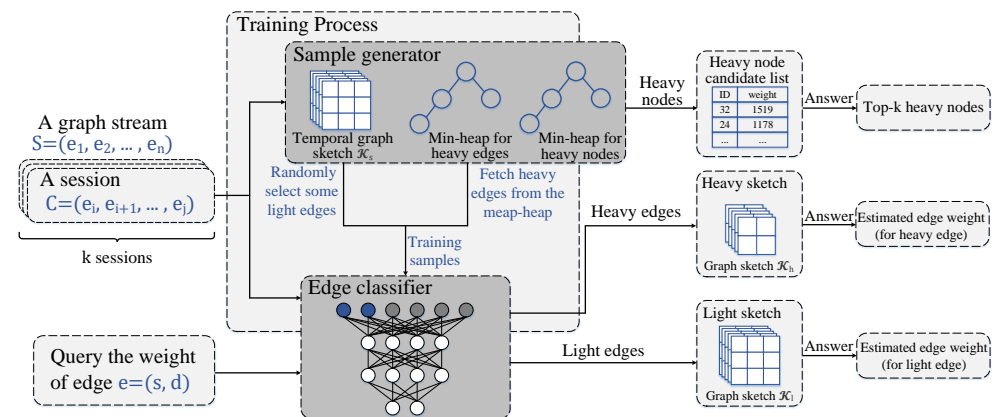 Training Process
Sample generator
Temporal graph
sketch 𝒦s
Min-heap for
heavy edges
Min-heap for
heavy nodes
Heavy
nodes
Heavy node
candidate list
ID weight
32 1519
24 1178
... ...
Answer
Top-k heavy nodes
A graph stream
S=(e1, e2, ... , en)
A session
C=(ei, ei+1, ... , ej)
k sessions
Randomly
select some
light edges
Fetch heavy
edges from the
meap-heap
Training
samples
Heavy edges
Heavy sketch
Graph sketch 𝒦h
Answer
Estimated edge weight
(for heavy edge)
Edge classifier
Light edges
Light sketch
Graph sketch 𝒦l
Answer
Estimated edge weight
(for light edge)
Query the weight
of edge e=(s, d)